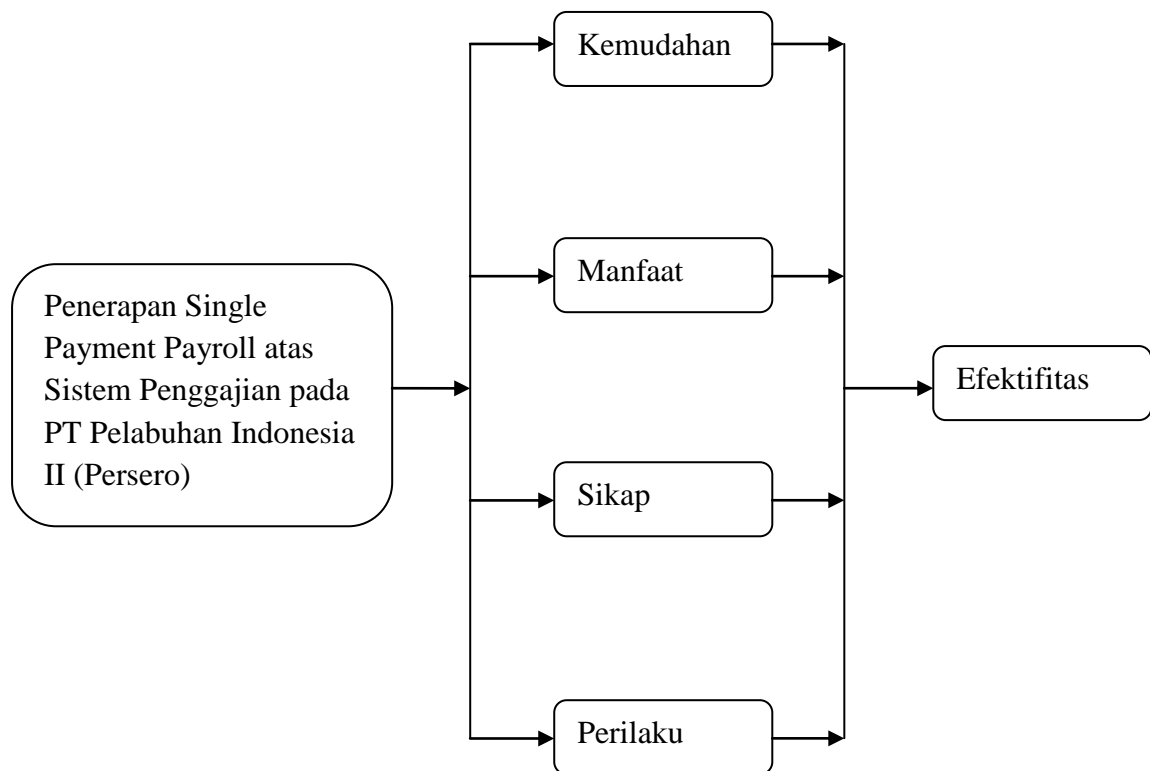 Kemudahan
Manfaat
Penerapan Single
Payment Payroll atas
Sistem Penggajian pada
PT Pelabuhan Indonesia
II (Persero)
Efektifitas
Sikap
Perilaku